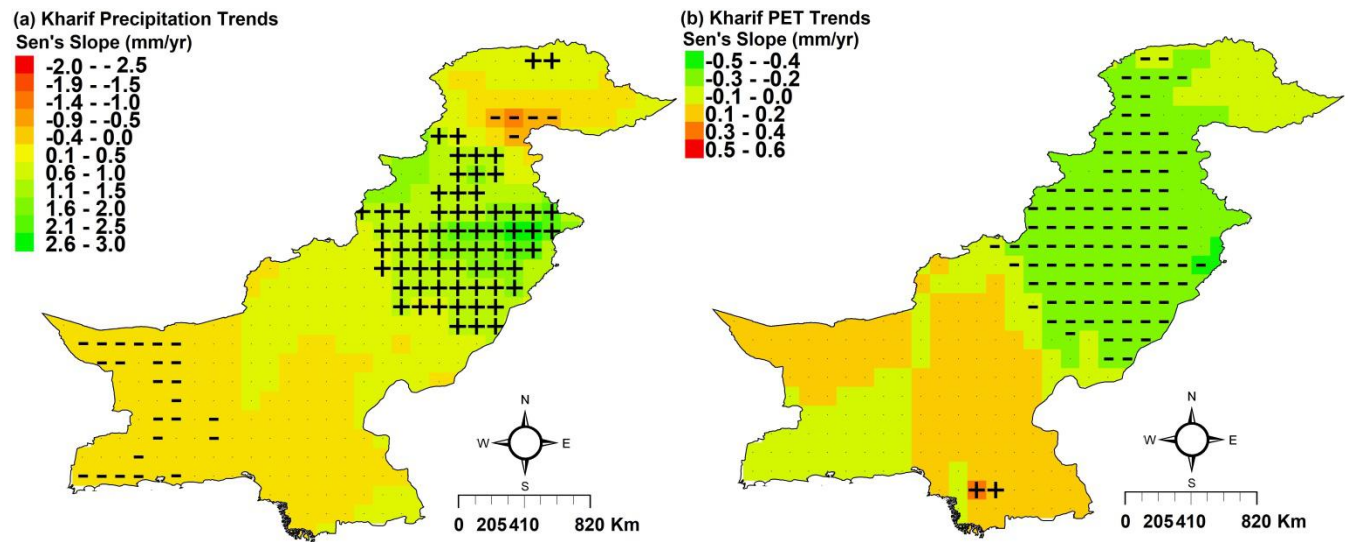 (a) Kharif Precipitation Trends
Sen's Slope (mm/yr)
-2.0 - -2.5
-1.9 - -1.5
-1.4 - -1.0
-0.9 - -0.5
-0.4 - 0.0
0.1 - 0.5
0.6 - 1.0
1.1 - 1.5
1.6 - 2.0
2.1 - 2.5
2.6 - 3.0
N
W
E
S
0 205 410 820 Km
(b) Kharif PET Trends
Sen's Slope (mm/yr)
-0.5 - -0.4
-0.3 - -0.2
-0.1 - 0.0
0.1 - 0.2
0.3 - 0.4
0.5 - 0.6
N
W
E
S
0 205 410 820 Km